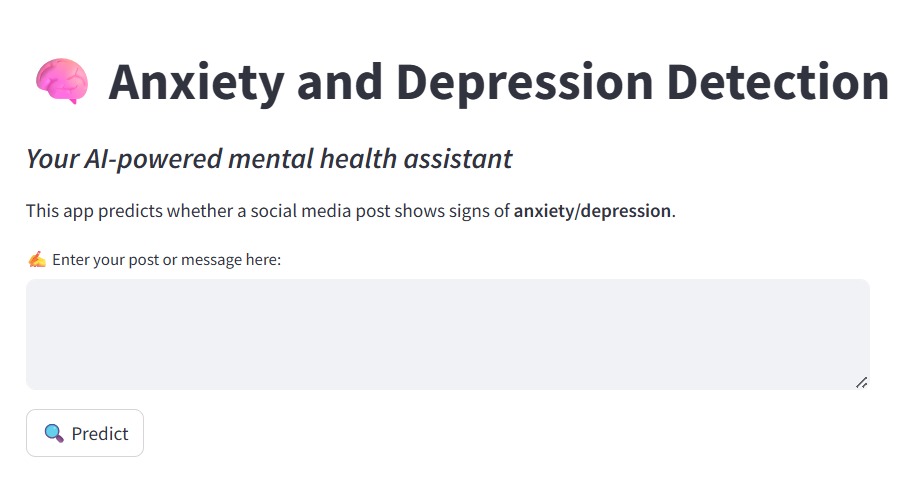 Anxiety and Depression Detection
Your AI-powered mental health assistant
This app predicts whether a social media post shows signs of anxiety/depression.
Enter your post or message here:
Predict